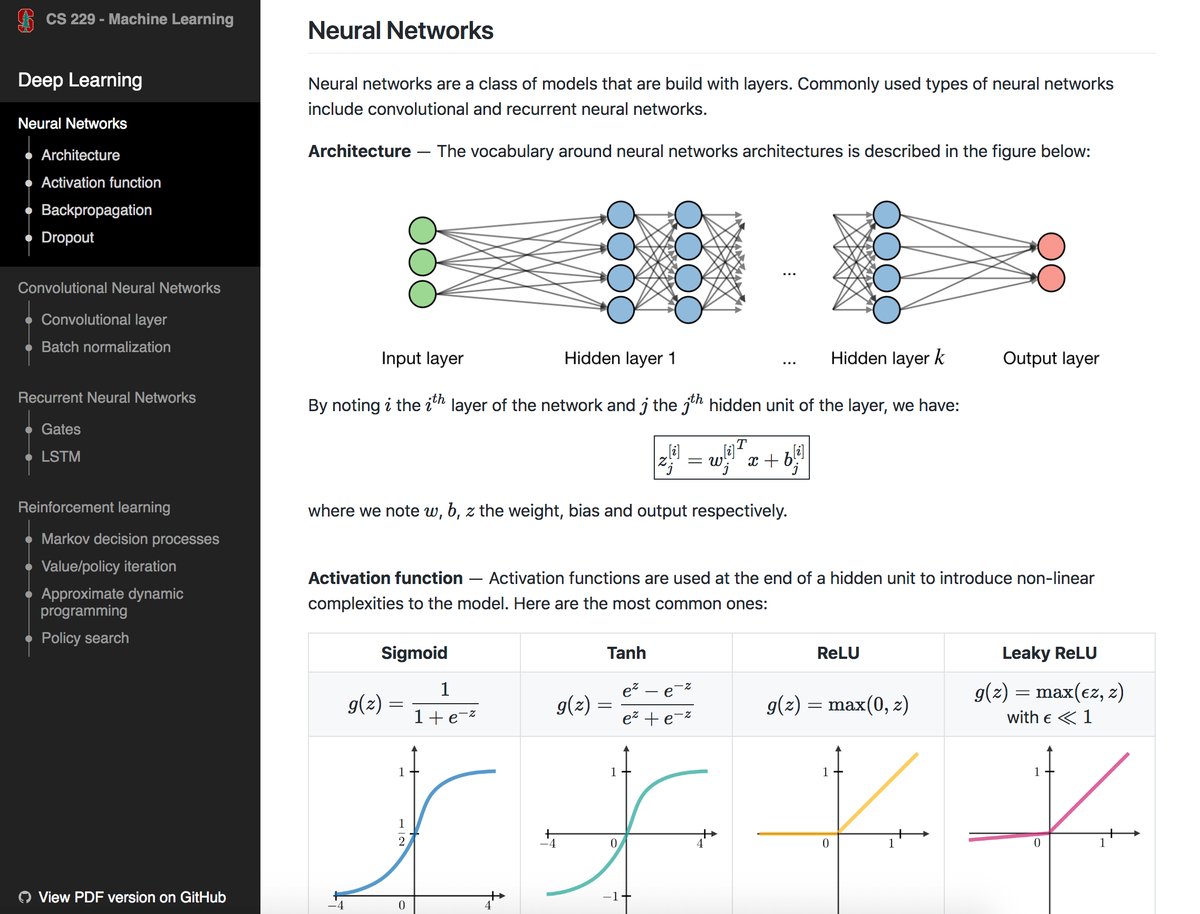 CS 229 - Machine Learning
Deep Learning
Neural Networks
Architecture
Activation function
Backpropagation
Dropout
Convolutional Neural Networks
Convolutional layer
Batch normalization
Recurrent Neural Networks
Gates
LSTM
Reinforcement learning
Markov decision processes
Value/policy iteration
Approximate dynamic
programming
Policy search
View PDF version on GitHub
Neural Networks
Neural networks are a class of models that are build with layers. Commonly used types of neural networks
include convolutional and recurrent neural networks.
Architecture — The vocabulary around neural networks architectures is described in the figure below:
...
Input layer Hidden layer 1 ... Hidden layer k Output layer
By noting i the i^{th} layer of the network and j the j^{th} hidden unit of the layer, we have:
z_j^{[i]} = w_j^{[i]^T} x + b_j^{[i]}
where we note w, b, z the weight, bias and output respectively.
Activation function — Activation functions are used at the end of a hidden unit to introduce non-linear
complexities to the model. Here are the most common ones:
Sigmoid Tanh ReLU Leaky ReLU
g(z) = \frac{1}{1 + e^{-z}} g(z) = \frac{e^z - e^{-z}}{e^z + e^{-z}} g(z) = max(0, z) g(z) = max(ϵz, z)
with ϵ ≪ 1
1 1 1 1
\frac{1}{2}
-4 0 4 0 1 0 1
-4 0 4 -1